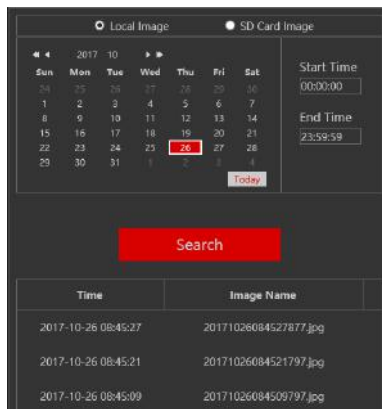 Local Image SD Card Image
2017 10
Sun Mon Tue Wed Thu Fri Sat
24 25 26 27 28 29 30
1 2 3 4 5 6 7
8 9 10 11 12 13 14
15 16 17 18 19 20 21
22 23 24 25 26 27 28
29 30 31 1 2 3 4
Today
Start Time
00:00:00
End Time
23:59:59
Search
Time Image Name
2017-10-26 08:45:27 20171026084527877.jpg
2017-10-26 08:45:21 20171026084521797.jpg
2017-10-26 08:45:09 20171026084509797.jpg